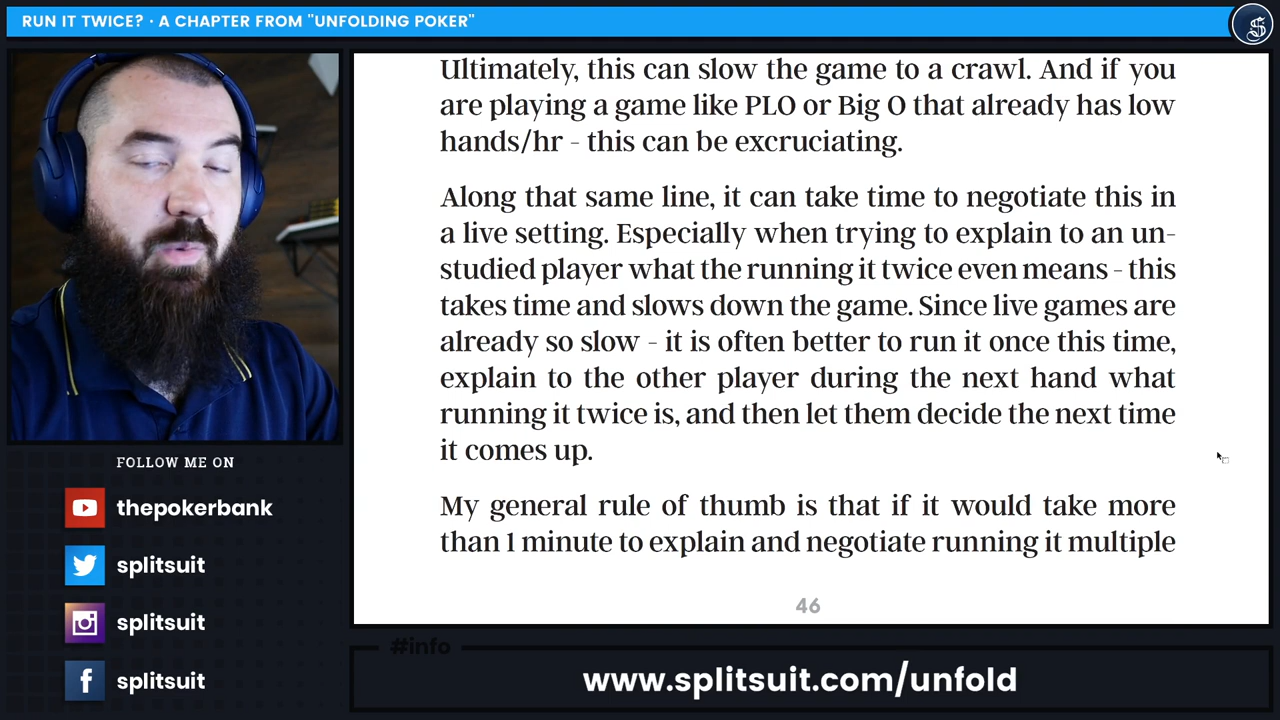 RUN IT TWICE? · A CHAPTER FROM "UNFOLDING POKER"
S
Ultimately, this can slow the game to a crawl. And if you
are playing a game like PLO or Big O that already has low
hands/hr - this can be excruciating.
Along that same line, it can take time to negotiate this in
a live setting. Especially when trying to explain to an un-
studied player what the running it twice even means - this
takes time and slows down the game. Since live games are
already so slow - it is often better to run it once this time,
explain to the other player during the next hand what
running it twice is, and then let them decide the next time
it comes up.
My general rule of thumb is that if it would take more
than 1 minute to explain and negotiate running it multiple
46
FOLLOW ME ON
thepokerbank
splitsuit
splitsuit
f splitsuit
#info
www.splitsuit.com/unfold